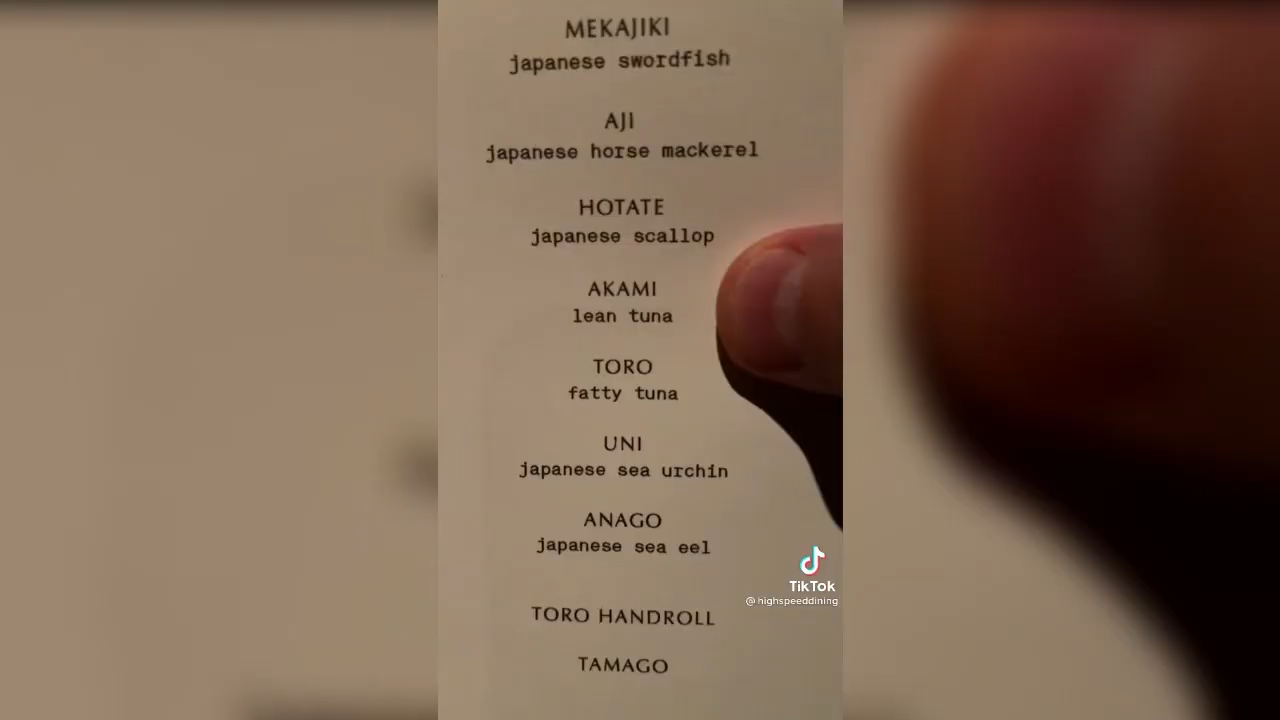 MEKAJIKI
japanese swordfish
AJI
japanese horse mackerel
HOTATE
japanese scallop
AKAMI
lean tuna
TORO
fatty tuna
UNI
japanese sea urchin
ANAGO
japanese sea eel
TORO HANDROLL
TAMAGO
TikTok
@highspeeddining